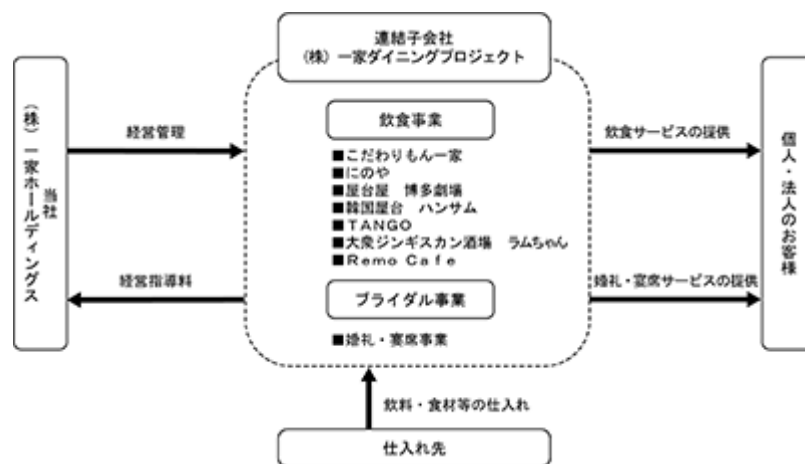 連結子会社
(株)一家ダイニングプロジェクト
当社
(株)一家ホールディングス
経営管理
経営指導料
飲食事業
■こだわりもん一家
■にのや
■屋台屋　博多劇場
■韓国屋台　ハンサム
■TANGO
■大衆ジンギスカン酒場　ラムちゃん
■Remo Cafe
ブライダル事業
■婚礼・宴席事業
飲食サービスの提供
婚礼・宴席サービスの提供
個人・法人のお客様
飲料・食材等の仕入れ
仕入れ先